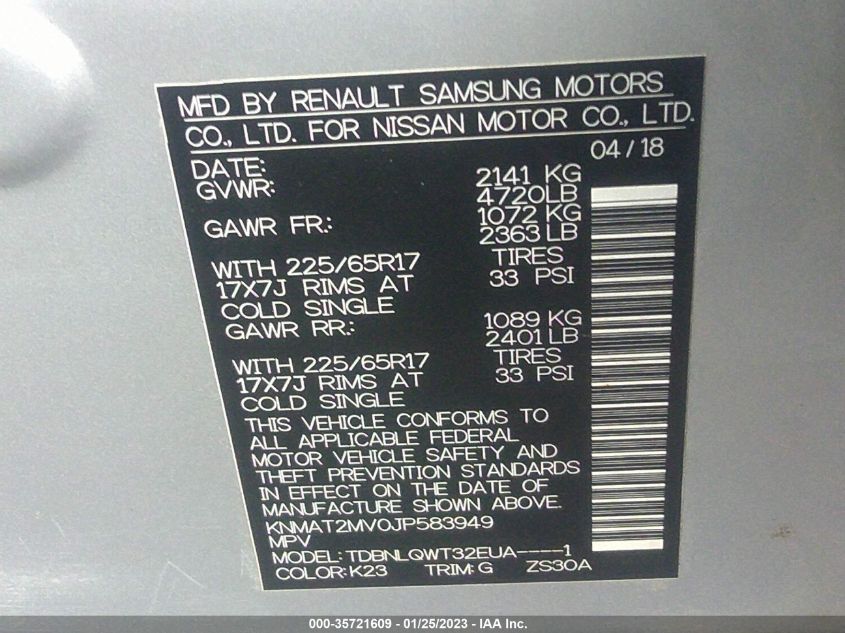 MFD BY RENAULT SAMSUNG MOTORS
CO., LTD. FOR NISSAN MOTOR CO., LTD.
DATE: 04/18
GVWR: 2141 KG
4720LB
GAWR FR.: 1072 KG
2363 LB
WITH 225/65R17 TIRES
17X7J RIMS AT 33 PSI
COLD SINGLE
GAWR RR.: 1089 KG
2401 LB
WITH 225/65R17 TIRES
17X7J RIMS AT 33 PSI
COLD SINGLE
THIS VEHICLE CONFORMS TO
ALL APPLICABLE FEDERAL
MOTOR VEHICLE SAFETY AND
THEFT PREVENTION STANDARDS
IN EFFECT ON THE DATE OF
MANUFACTURE SHOWN ABOVE.
KNMAT2MV0JP583949
MPV
MODEL: TDBNLQWT32EUA----1
COLOR: K23 TRIM: G ZS30A
000-35721609 - 01/25/2023 - IAA Inc.